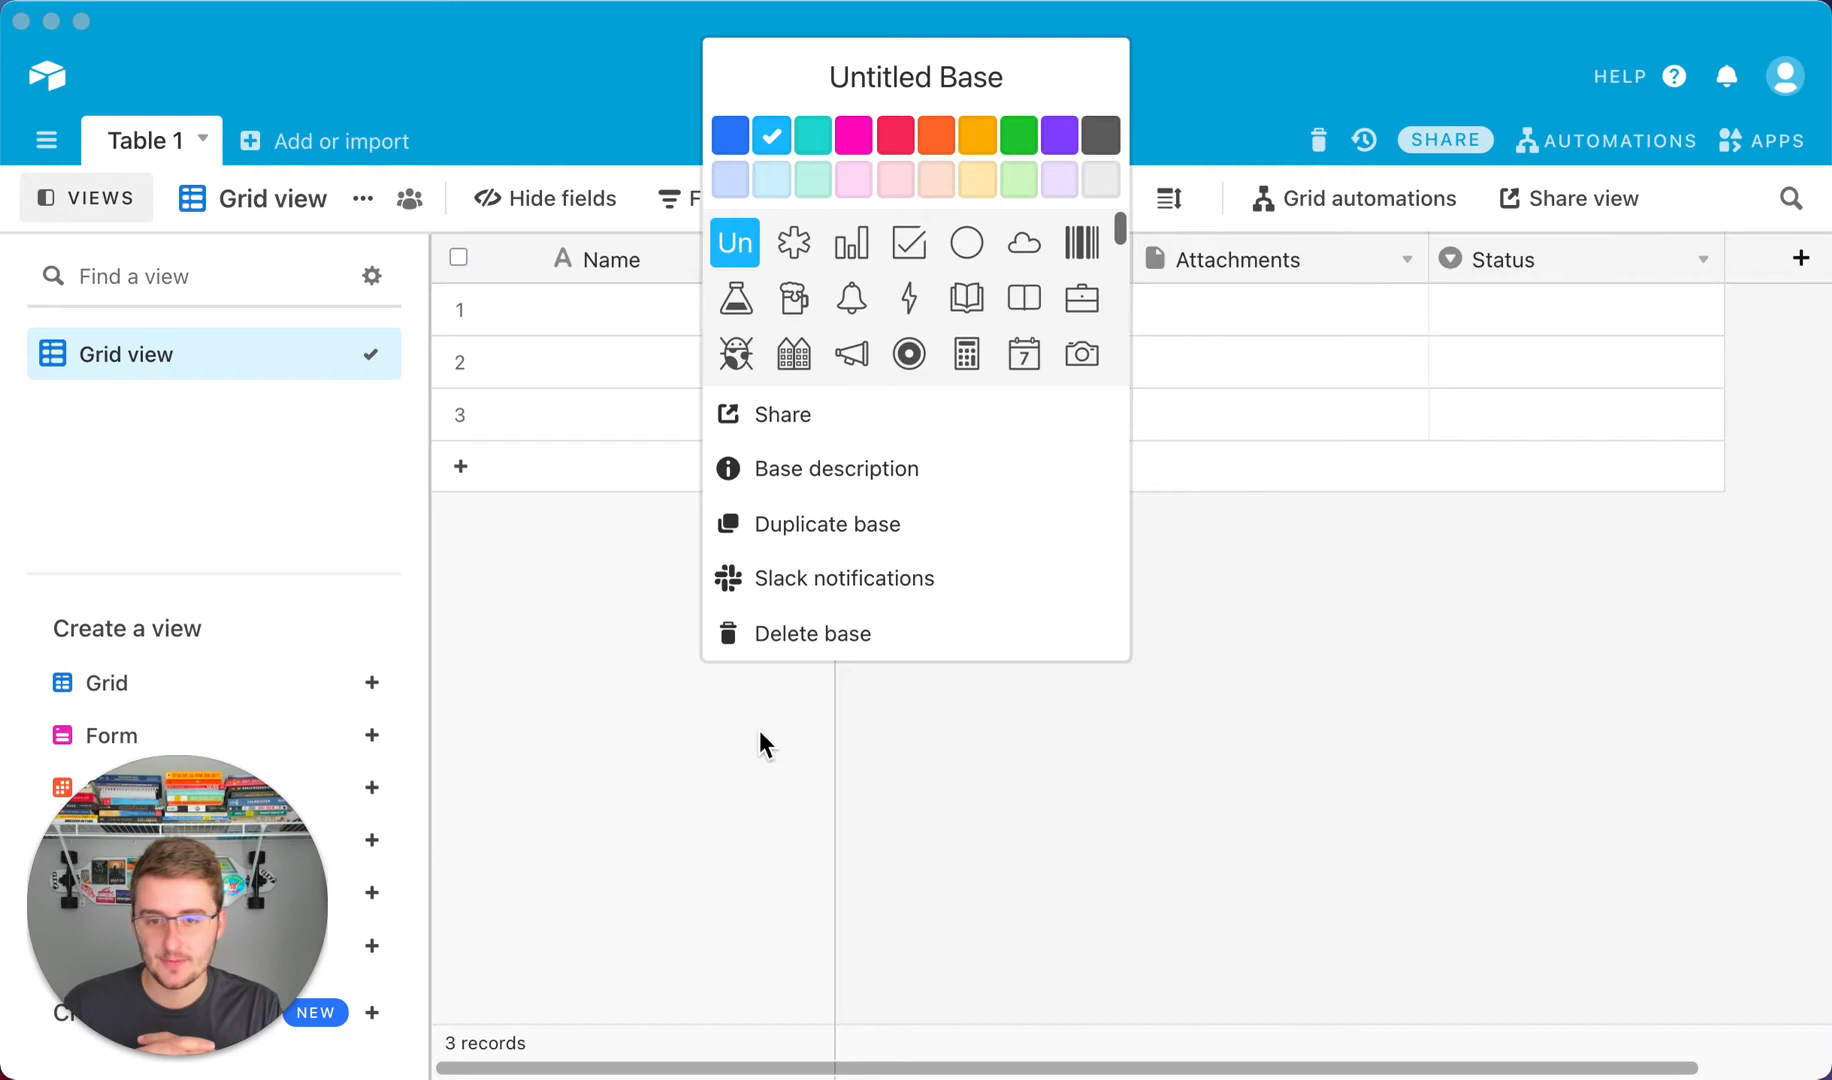 Untitled Base
HELP
Table 1
Add or import
SHARE
AUTOMATIONS
APPS
VIEWS
Grid view
Hide fields
F
Grid automations
Share view
Un
Find a view
Name
Attachments
Status
1
2
3
7
Grid view
Share
Base description
Duplicate base
Slack notifications
Delete base
Create a view
Grid
Form
NEW
3 records